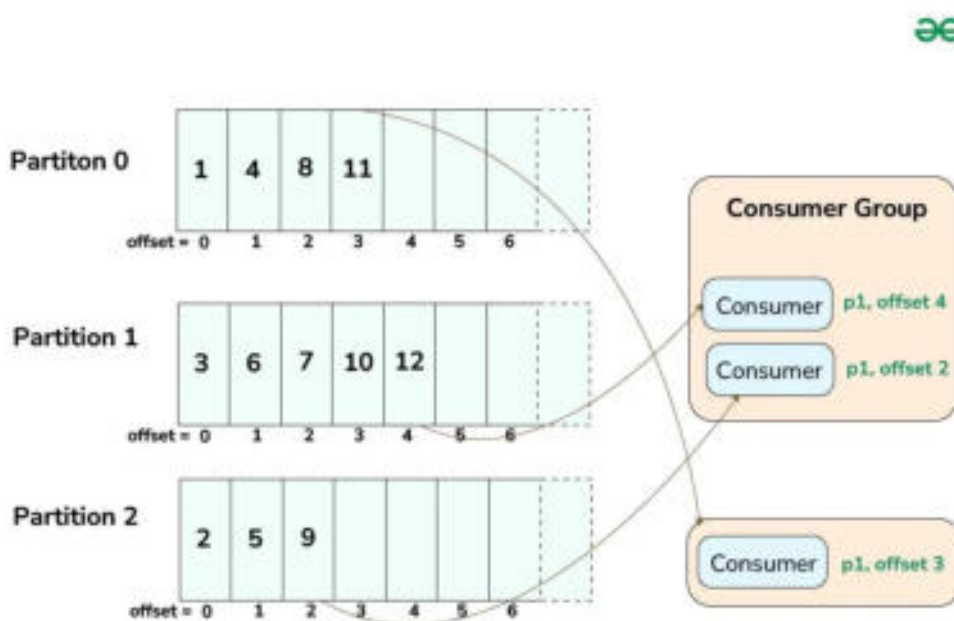 Partiton 0
1 4 8 11
offset = 0 1 2 3 4 5 6
Partition 1
3 6 7 10 12
offset = 0 1 2 3 4 5 6
Partition 2
2 5 9
offset = 0 1 2 3 4 5 6
Consumer Group
Consumer p1, offset 4
Consumer p1, offset 2
Consumer p1, offset 3